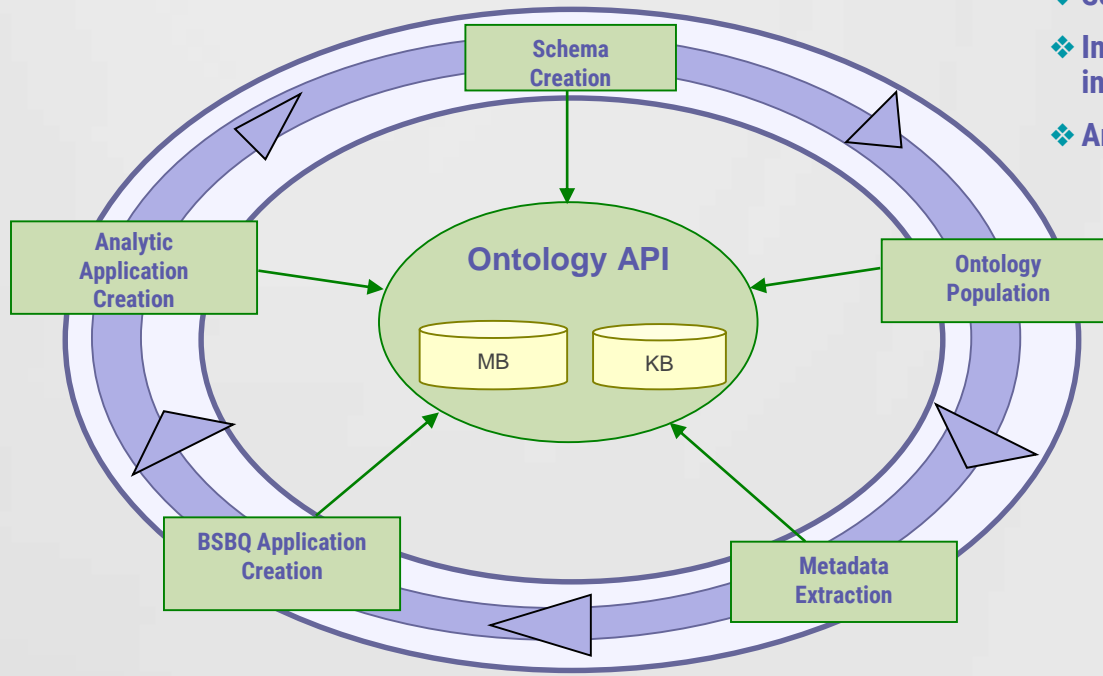 Schema
Creation
Analytic
Application
Creation
Ontology API
MB
KB
Ontology
Population
BSBQ Application
Creation
Metadata
Extraction